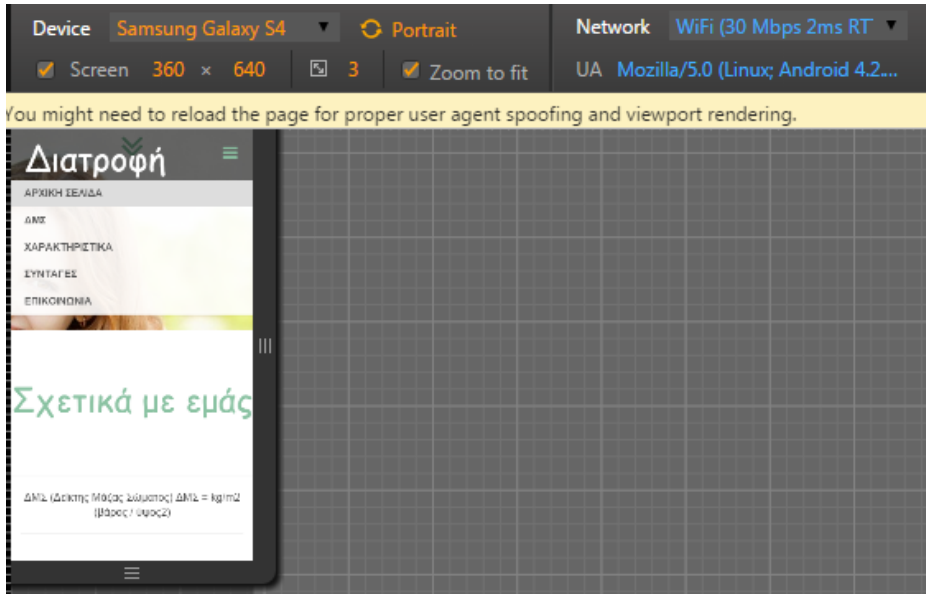 Device Samsung Galaxy S4 Portrait Network WiFi (30 Mbps 2ms RT
Screen 360 × 640 3 Zoom to fit UA Mozilla/5.0 (Linux; Android 4.2....
You might need to reload the page for proper user agent spoofing and viewport rendering.
Διατροφή
ΑΡΧΙΚΗ ΣΕΛΙΔΑ
ΔΜΣ
ΧΑΡΑΚΤΗΡΙΣΤΙΚΑ
ΣΥΝΤΑΓΕΣ
ΕΠΙΚΟΙΝΩΝΙΑ
Σχετικά με εμάς
ΔΜΣ (Δείκτης Μάζας Σώματος) ΔΜΣ = kg/m2
(βάρος / ύψος2)